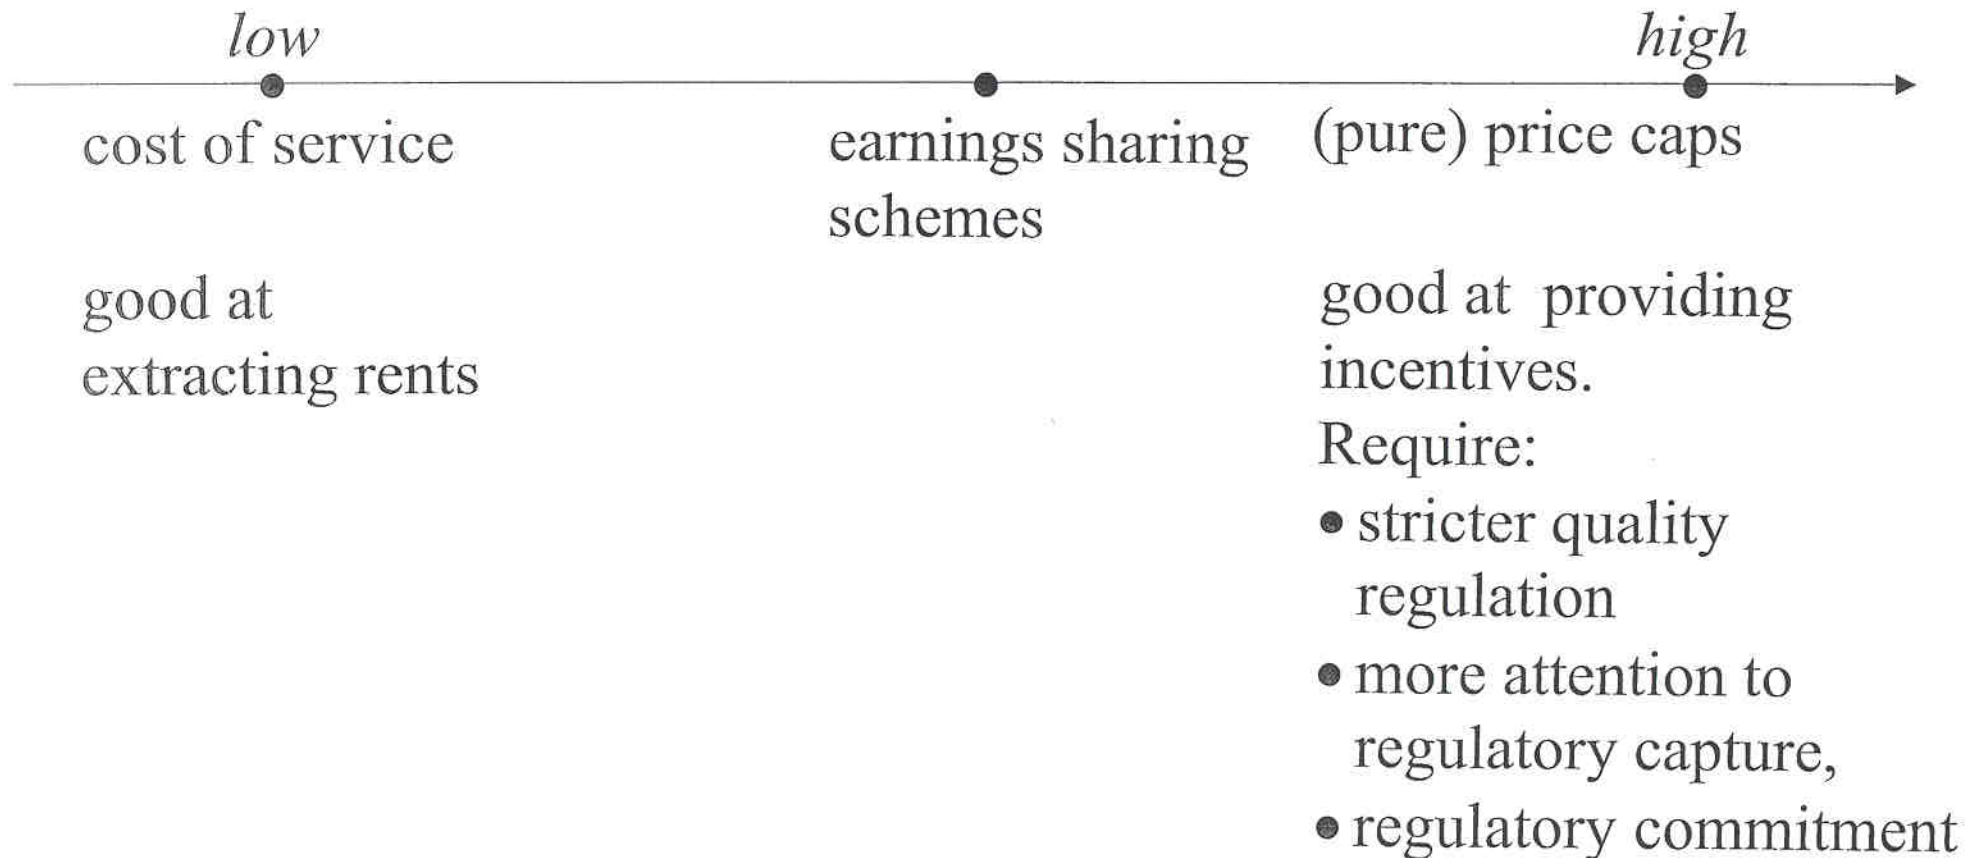 low
high
cost of service
earnings sharing
schemes
(pure) price caps
good at
extracting rents
good at providing
incentives.
Require:
• stricter quality
regulation
• more attention to
regulatory capture,
• regulatory commitment